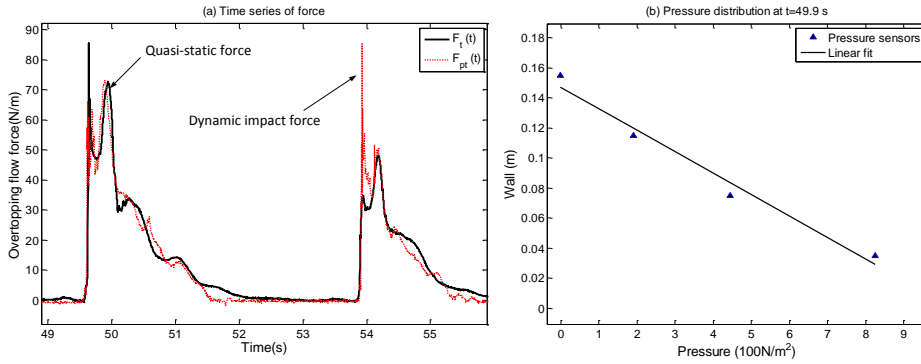 (a) Time series of force
90
80
70
60
50
40
30
20
10
0
Overtopping flow force(N/m)
Quasi-static force
Dynamic impact force
F_t (t)
F_pt (t)
49 50 51 52 53 54 55
Time(s)
(b) Pressure distribution at t=49.9 s
0.18
0.16
0.14
0.12
0.1
0.08
0.06
0.04
0.02
0
Wall (m)
Pressure sensors
Linear fit
0 1 2 3 4 5 6 7 8 9
Pressure (100N/m²)